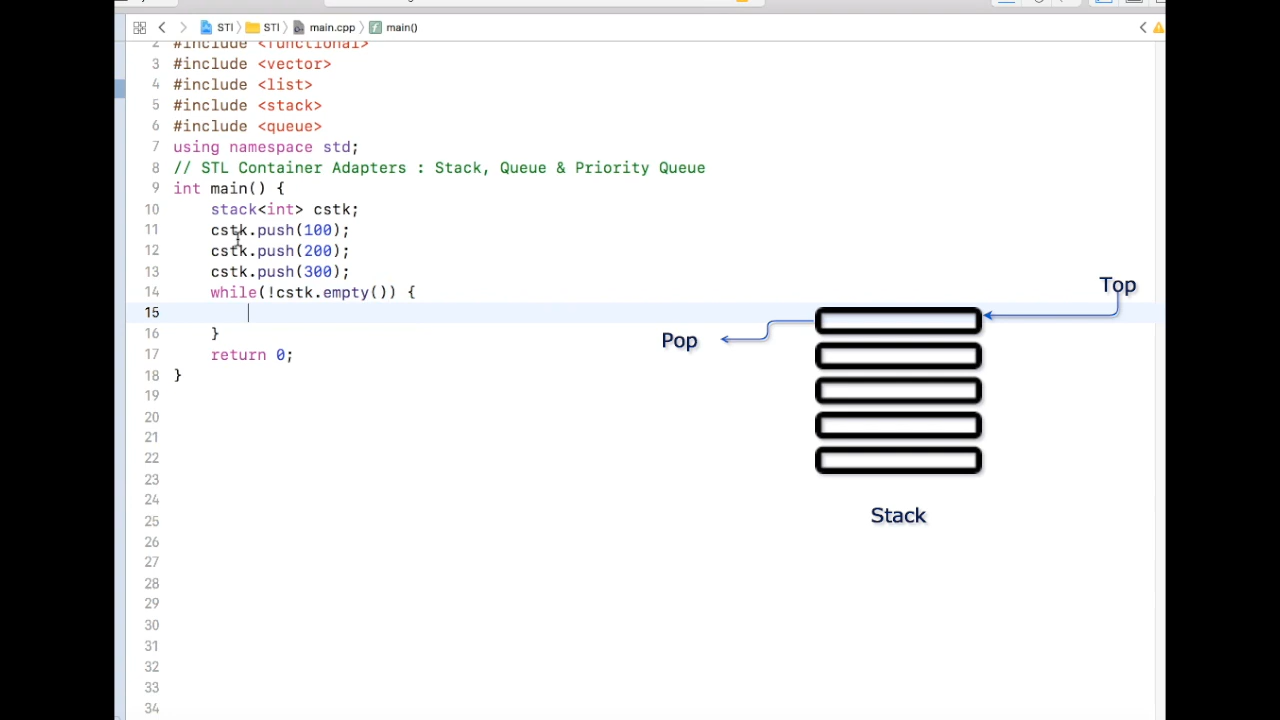 STI STI main.cpp main()
2 #include <functional>
3 #include <vector>
4 #include <list>
5 #include <stack>
6 #include <queue>
7 using namespace std;
8 // STL Container Adapters : Stack, Queue & Priority Queue
9 int main() {
10 stack<int> cstk;
11 cstk.push(100);
12 cstk.push(200);
13 cstk.push(300);
14 while(!cstk.empty()) {
15
16 }
17 return 0;
18 }
19
20
21
22
23
24
25
26
27
28
29
30
31
32
33
34
Top
Pop
Stack